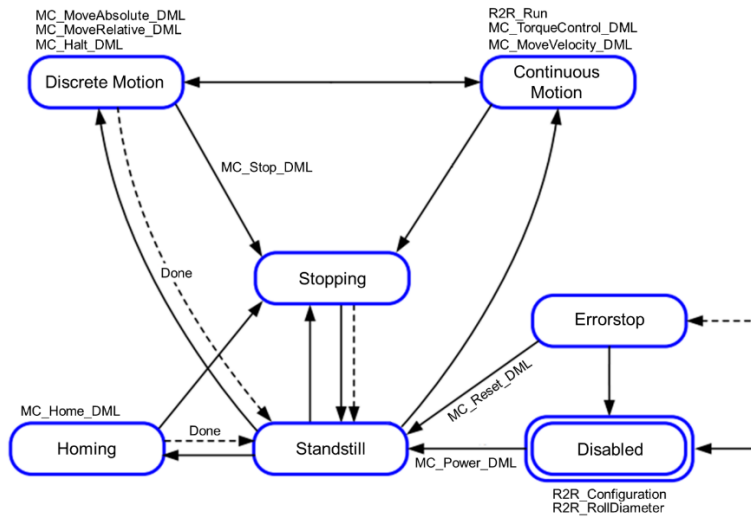 MC_MoveAbsolute_DML
MC_MoveRelative_DML
MC_Halt_DML
R2R_Run
MC_TorqueControl_DML
MC_MoveVelocity_DML
Discrete Motion
Continuous
Motion
MC_Stop_DML
Done
Stopping
Errorstop
MC_Reset_DML
MC_Home_DML
Homing
Done
Standstill
MC_Power_DML
Disabled
R2R_Configuration
R2R_RollDiameter